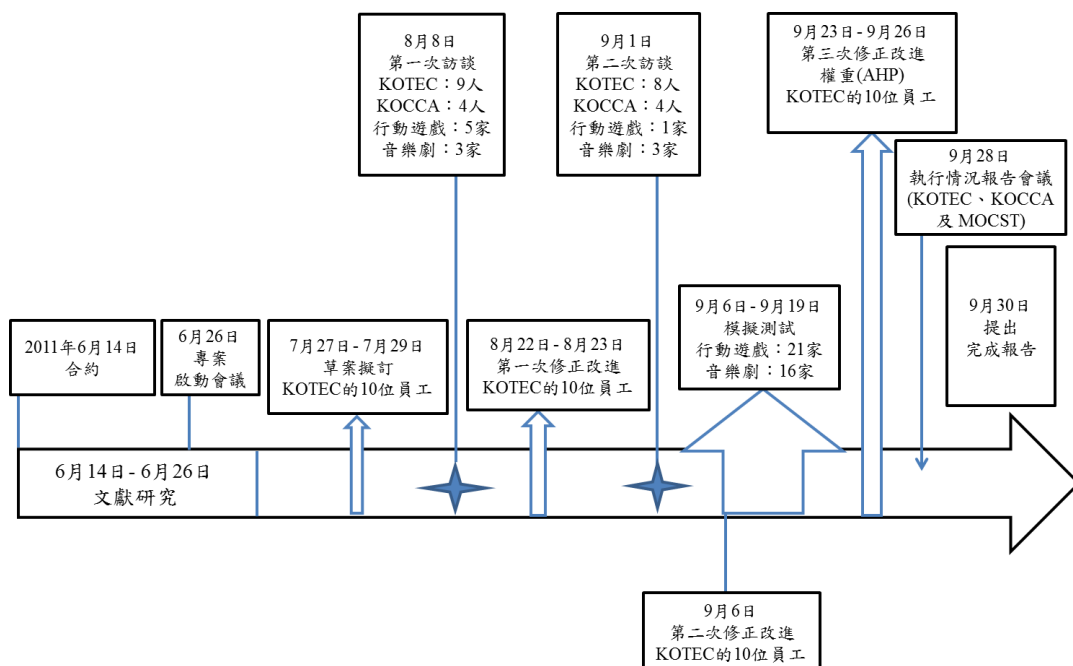 8月8日
第一次訪談
KOTEC：9人
KOCCA：4人
行動遊戲：5家
音樂劇：3家
9月1日
第二次訪談
KOTEC：8人
KOCCA：4人
行動遊戲：1家
音樂劇：3家
9月23日 - 9月26日
第三次修正改進
權重(AHP)
KOTEC的10位員工
9月28日
執行情況報告會議
(KOTEC、KOCCA
及 MOCST)
2011年6月14日
合約
6月26日
專案
啟動會議
7月27日 - 7月29日
草案擬訂
KOTEC的10位員工
8月22日 - 8月23日
第一次修正改進
KOTEC的10位員工
9月6日 - 9月19日
模擬測試
行動遊戲：21家
音樂劇：16家
9月30日
提出
完成報告
6月14日 - 6月26日
文獻研究
9月6日
第二次修正改進
KOTEC的10位員工